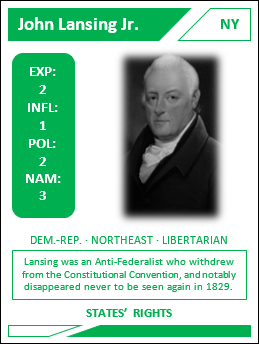 John Lansing Jr.
NY
EXP:
2
INFL:
1
POL:
2
NAM:
3
DEM.-REP. · NORTHEAST · LIBERTARIAN
Lansing was an Anti-Federalist who withdrew
from the Constitutional Convention, and notably
disappeared never to be seen again in 1829.
STATES' RIGHTS